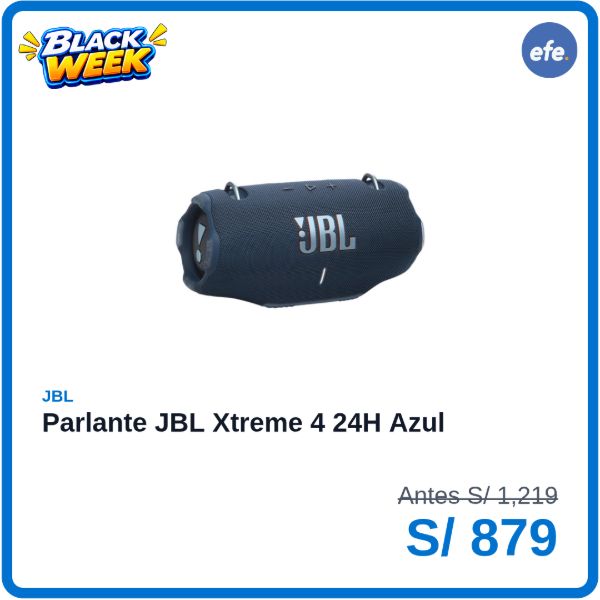 BLACK
WEEK
efe.
JBL
JBL
Parlante JBL Xtreme 4 24H Azul
Antes S/ 1,219
S/ 879